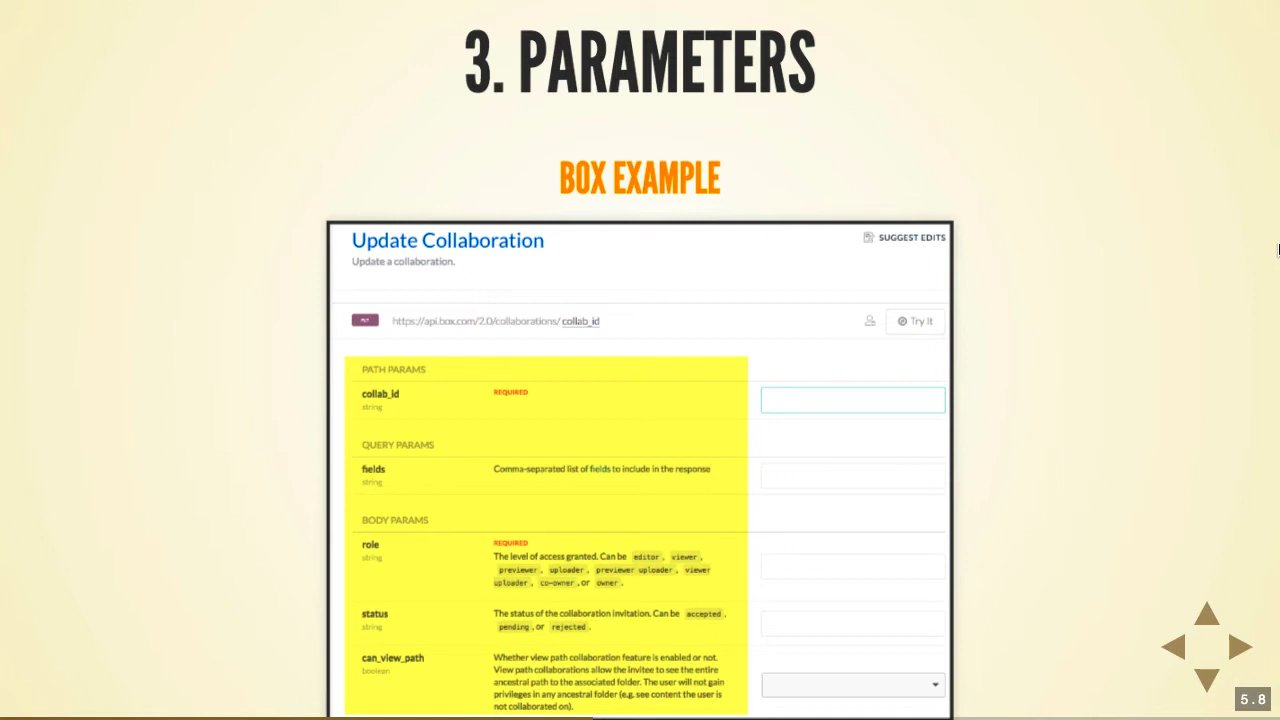 3. PARAMETERS
BOX EXAMPLE
Update Collaboration
SUGGEST EDITS
Update a collaboration.
PUT https://api.box.com/2.0/collaborations/ collab_id
Try It
PATH PARAMS
collab_id REQUIRED
string
QUERY PARAMS
fields Comma-separated list of fields to include in the response
string
BODY PARAMS
role REQUIRED
string The level of access granted. Can be editor, viewer,
previewer, uploader, previewer uploader, viewer
uploader, co-owner, or owner.
status The status of the collaboration invitation. Can be accepted,
string pending, or rejected.
can_view_path Whether view path collaboration feature is enabled or not.
boolean View path collaborations allow the invitee to see the entire
ancestral path to the associated folder. The user will not gain
privileges in any ancestral folder (e.g. see content the user is
not collaborated on).
5.8